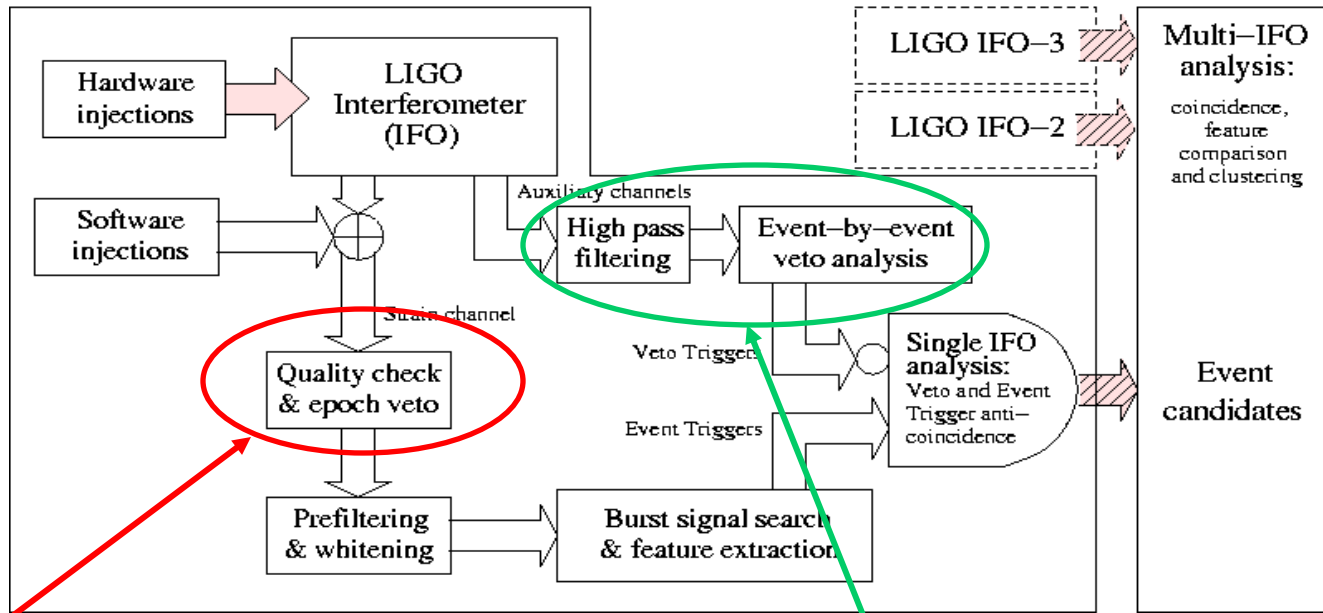 Hardware
injections
LIGO
Interferometer
(IFO)
LIGO IFO–3
LIGO IFO–2
Multi–IFO
analysis:
coincidence,
feature
comparison
and clustering
Software
injections
Auxiliary channels
High pass
filtering
Event–by–event
veto analysis
Strain channel
Quality check
& epoch veto
Veto Triggers
Single IFO
analysis:
Veto and Event
Trigger anti–
coincidence
Event
candidates
Event Triggers
Prefiltering
& whitening
Burst signal search
& feature extraction